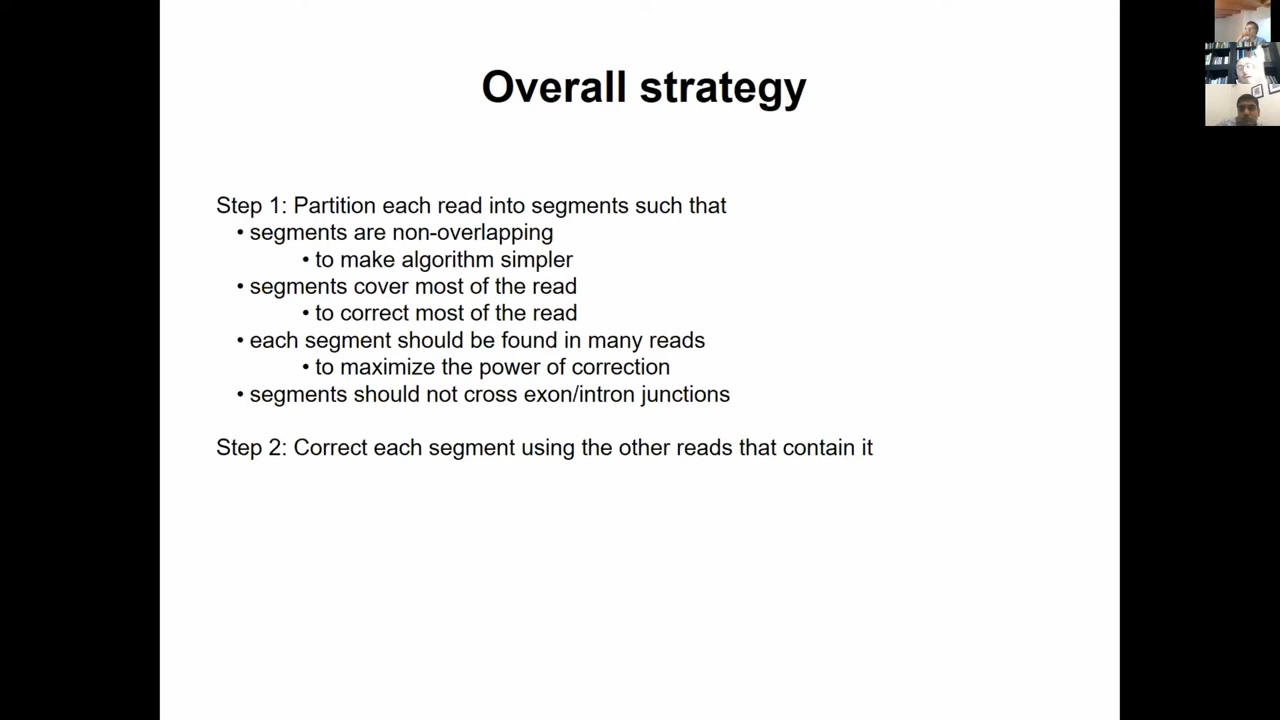 Overall strategy
Step 1: Partition each read into segments such that
• segments are non-overlapping
• to make algorithm simpler
• segments cover most of the read
• to correct most of the read
• each segment should be found in many reads
• to maximize the power of correction
• segments should not cross exon/intron junctions
Step 2: Correct each segment using the other reads that contain it